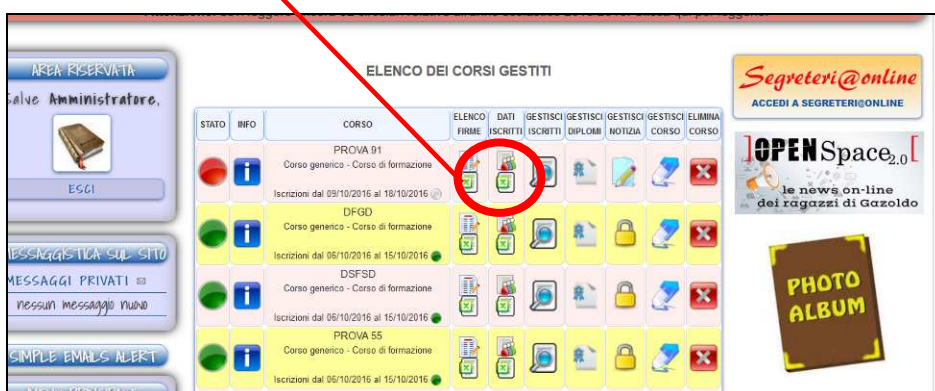 AREA RISERVATA
Salve Amministratore,
ESCI
MESSAGGISTICA SUL SITO
MESSAGGI PRIVATI
nessun messaggio nuovo
SIMPLE EMAILS ALERT
ELENCO DEI CORSI GESTITI
STATO INFO CORSO ELENCO FIRME DATI ISCRITTI GESTISCI ISCRITTI GESTISCI DIPLOMI GESTISCI NOTIZIA GESTISCI CORSO ELIMINA CORSO
PROVA 91
Corso generico - Corso di formazione
Iscrizioni dal 09/10/2016 al 18/10/2016
DFGD
Corso generico - Corso di formazione
Iscrizioni dal 06/10/2016 al 15/10/2016
DSFSD
Corso generico - Corso di formazione
Iscrizioni dal 06/10/2016 al 15/10/2016
PROVA 55
Corso generico - Corso di formazione
Iscrizioni dal 06/10/2016 al 15/10/2016
Segreteri@online
ACCEDI A SEGRETERI@ONLINE
OPEN Space 2.0
le news on-line
dei ragazzi di Gazoldo
PHOTO
ALBUM